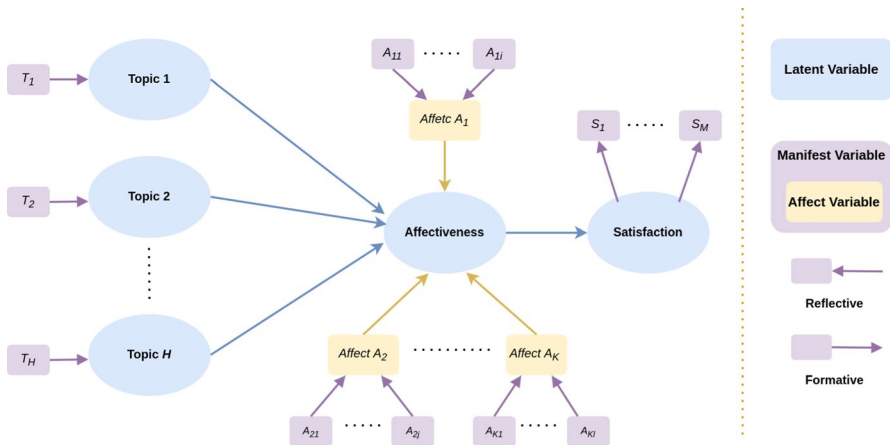 T1
Topic 1
T2
Topic 2
TH
Topic H
A11 ..... A1i
Affetc A1
Affectiveness
Satisfaction
S1 ..... SM
Affect A2 .......... Affect AK
A21 ..... A2j
AK1 ..... AKl
Latent Variable
Manifest Variable
Affect Variable
Reflective
Formative